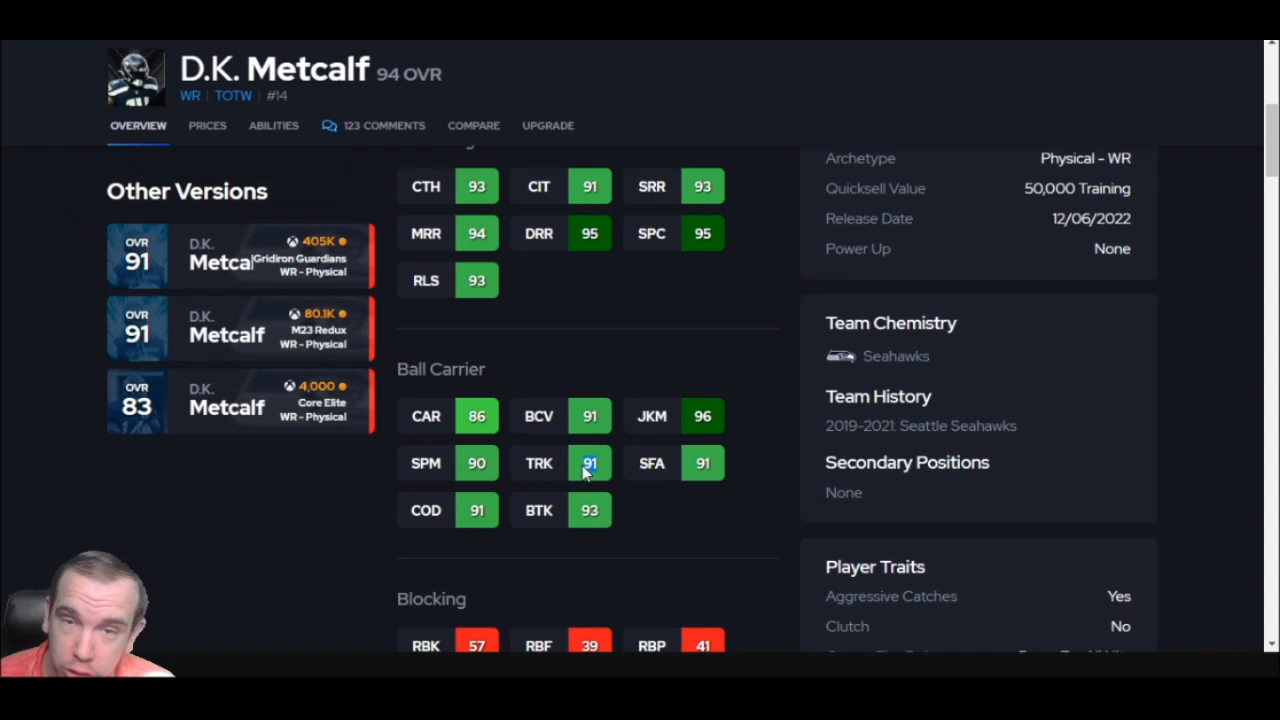 D.K. Metcalf 94 OVR
WR | TOTW | #14
OVERVIEW PRICES ABILITIES 123 COMMENTS COMPARE UPGRADE
Other Versions
OVR 91 D.K. Metcal 405K Gridiron Guardians WR - Physical
OVR 91 D.K. Metcalf 80.1K M23 Redux WR - Physical
OVR 83 D.K. Metcalf 4,000 Core Elite WR - Physical
CTH 93 CIT 91 SRR 93
MRR 94 DRR 95 SPC 95
RLS 93
Ball Carrier
CAR 86 BCV 91 JKM 96
SPM 90 TRK 91 SFA 91
COD 91 BTK 93
Blocking
RBK 57 RBF 39 RBP 41
Archetype Physical - WR
Quicksell Value 50,000 Training
Release Date 12/06/2022
Power Up None
Team Chemistry
Seahawks
Team History
2019-2021: Seattle Seahawks
Secondary Positions
None
Player Traits
Aggressive Catches Yes
Clutch No